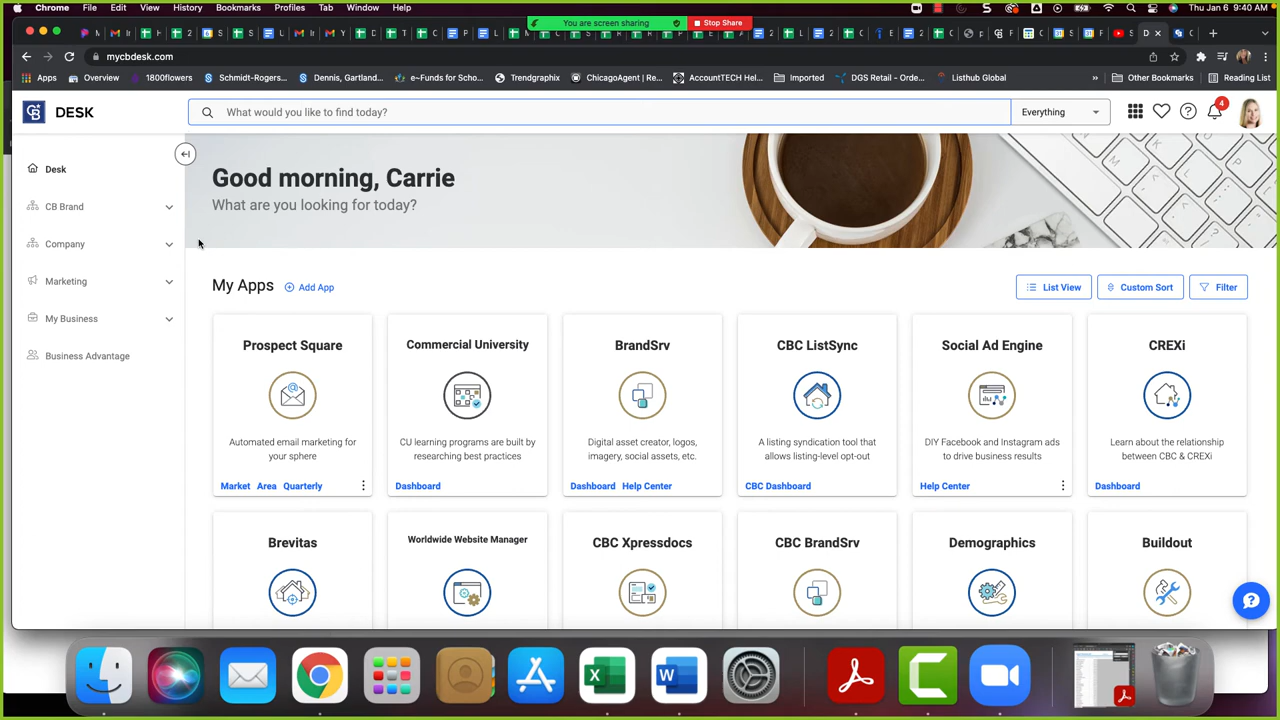 Chrome File Edit View History Bookmarks Profiles Tab Window Help Thu Jan 6 9:40 AM
You are screen sharing Stop Share
mycbdesk.com
Apps Overview 1800flowers Schmidt-Rogers... Dennis, Gartland... e~Funds for Scho... Trendgraphix ChicagoAgent | Re... AccountTECH Hel... Imported DGS Retail - Orde... Listhub Global » Other Bookmarks Reading List
CB DESK What would you like to find today? Everything 4
Desk
CB Brand
Company
Marketing
My Business
Business Advantage
Good morning, Carrie
What are you looking for today?
My Apps Add App List View Custom Sort Filter
Prospect Square
Automated email marketing for
your sphere
Market Area Quarterly
Commercial University
CU learning programs are built by
researching best practices
Dashboard
BrandSrv
Digital asset creator, logos,
imagery, social assets, etc.
Dashboard Help Center
CBC ListSync
A listing syndication tool that
allows listing-level opt-out
CBC Dashboard
Social Ad Engine
DIY Facebook and Instagram ads
to drive business results
Help Center
CREXi
Learn about the relationship
between CBC & CREXi
Dashboard
Brevitas
Worldwide Website Manager
CBC Xpressdocs
CBC BrandSrv
Demographics
Buildout